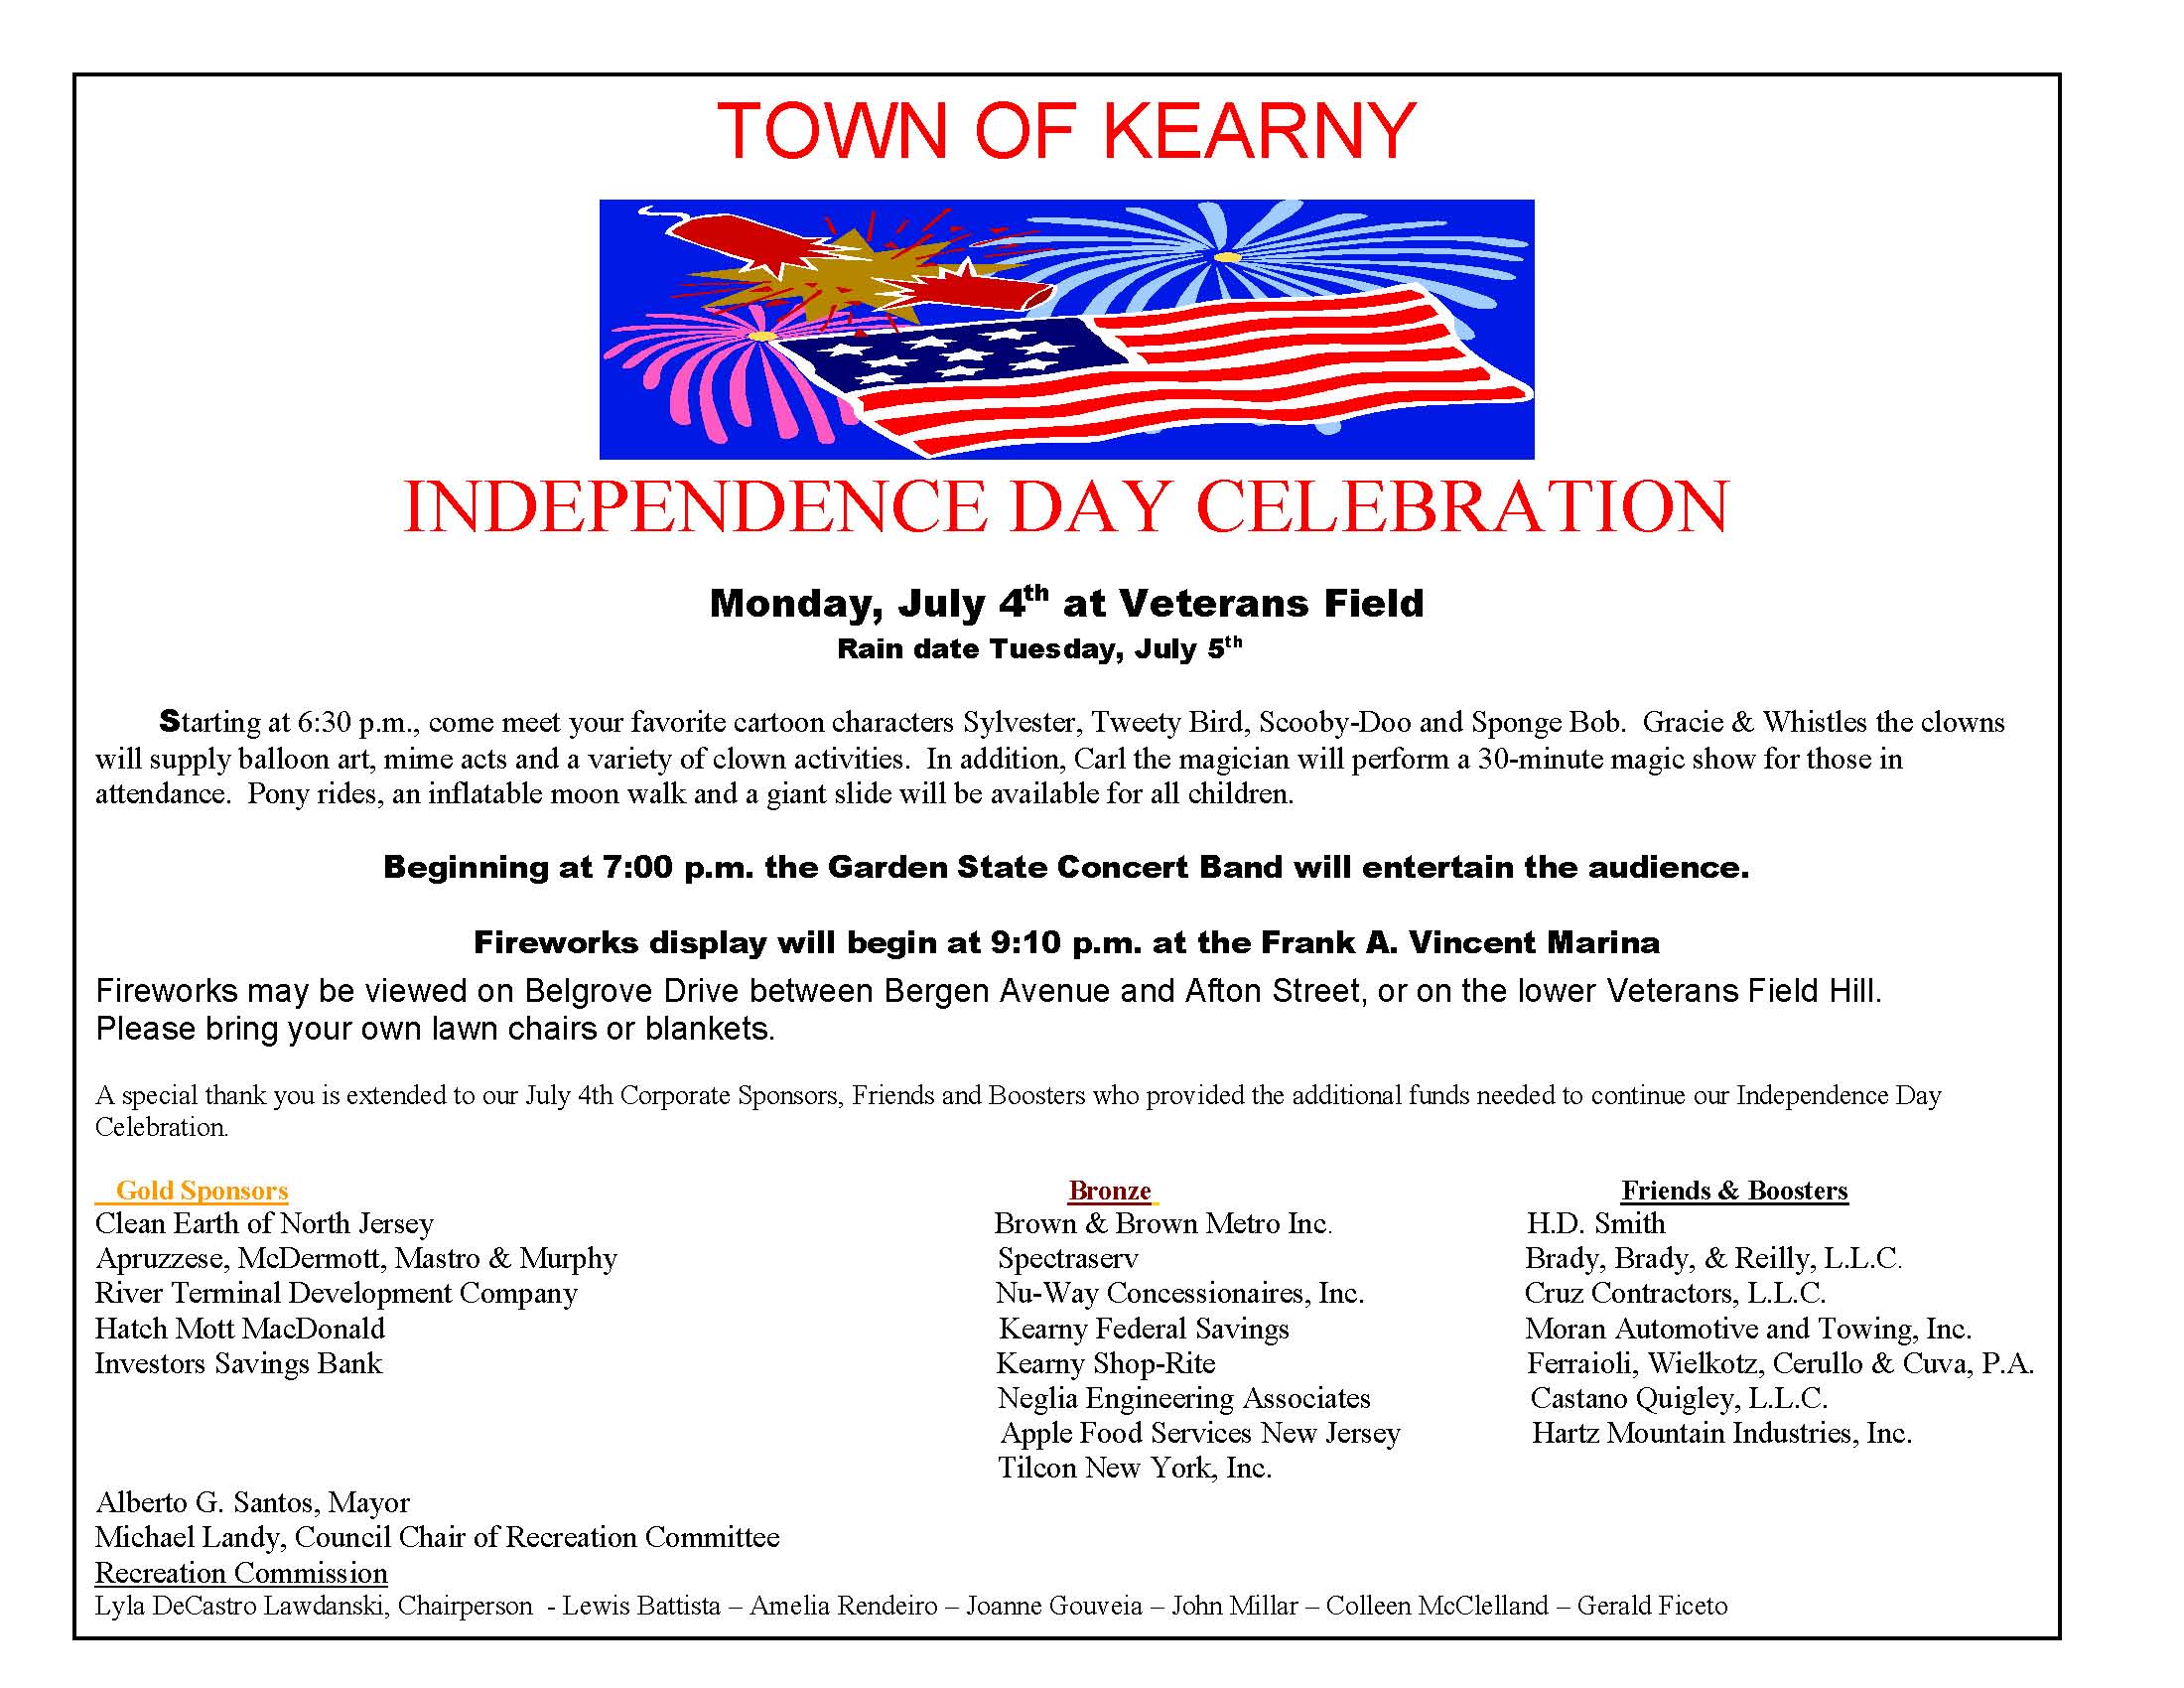 TOWN OF KEARNY
INDEPENDENCE DAY CELEBRATION
Monday, July 4th at Veterans Field
Rain date Tuesday, July 5th
Starting at 6:30 p.m., come meet your favorite cartoon characters Sylvester, Tweety Bird, Scooby-Doo and Sponge Bob.  Gracie & Whistles the clowns
will supply balloon art, mime acts and a variety of clown activities.  In addition, Carl the magician will perform a 30-minute magic show for those in
attendance.  Pony rides, an inflatable moon walk and a giant slide will be available for all children.
Beginning at 7:00 p.m. the Garden State Concert Band will entertain the audience.
Fireworks display will begin at 9:10 p.m. at the Frank A. Vincent Marina
Fireworks may be viewed on Belgrove Drive between Bergen Avenue and Afton Street, or on the lower Veterans Field Hill.
Please bring your own lawn chairs or blankets.
A special thank you is extended to our July 4th Corporate Sponsors, Friends and Boosters who provided the additional funds needed to continue our Independence Day
Celebration.
Gold Sponsors
Clean Earth of North Jersey
Apruzzese, McDermott, Mastro & Murphy
River Terminal Development Company
Hatch Mott MacDonald
Investors Savings Bank
Bronze
Brown & Brown Metro Inc.
Spectraserv
Nu-Way Concessionaires, Inc.
Kearny Federal Savings
Kearny Shop-Rite
Neglia Engineering Associates
Apple Food Services New Jersey
Tilcon New York, Inc.
Friends & Boosters
H.D. Smith
Brady, Brady, & Reilly, L.L.C.
Cruz Contractors, L.L.C.
Moran Automotive and Towing, Inc.
Ferraioli, Wielkotz, Cerullo & Cuva, P.A.
Castano Quigley, L.L.C.
Hartz Mountain Industries, Inc.
Alberto G. Santos, Mayor
Michael Landy, Council Chair of Recreation Committee
Recreation Commission
Lyla DeCastro Lawdanski, Chairperson  - Lewis Battista – Amelia Rendeiro – Joanne Gouveia – John Millar – Colleen McClelland – Gerald Ficeto